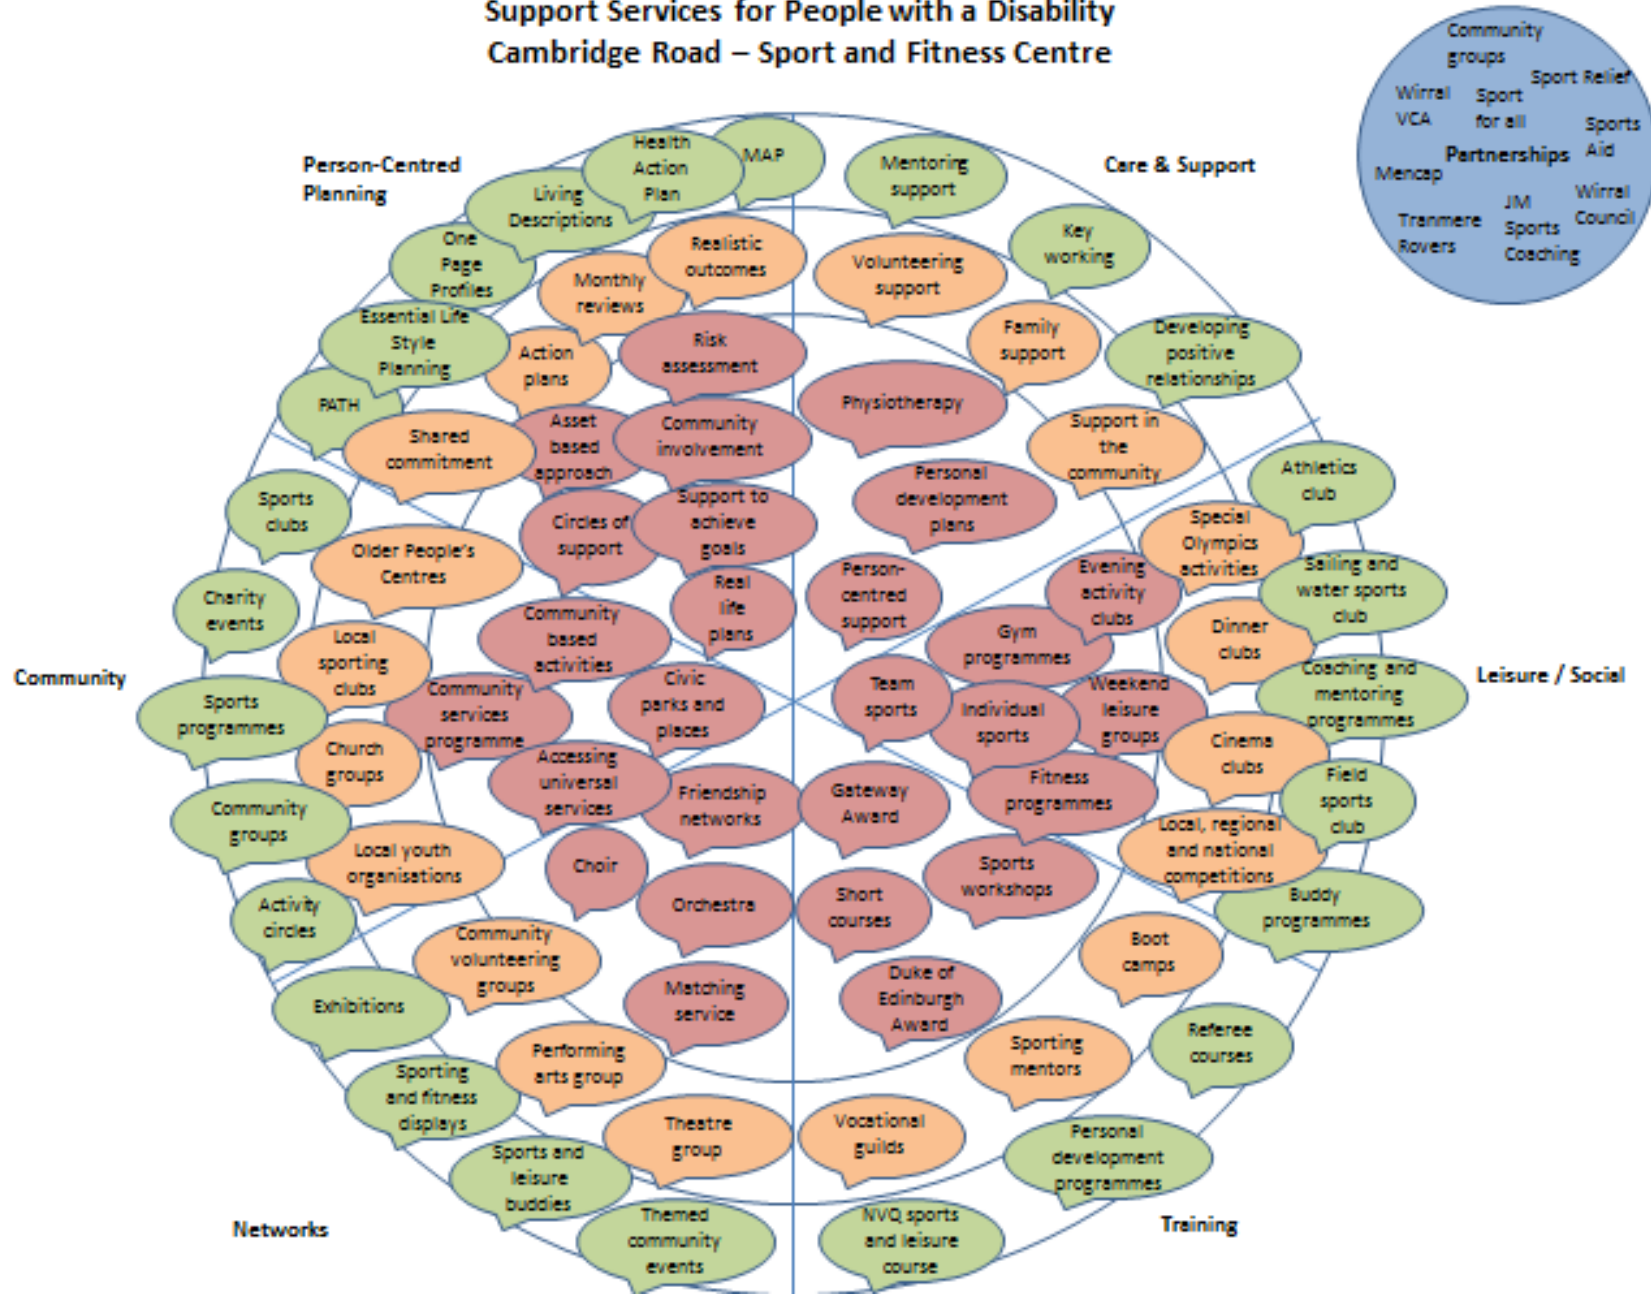 Support Services for People with a Disability
Cambridge Road – Sport and Fitness Centre
Community
groups
Sport Relief
Wirral
VCA
Sport
for all
Sports
Aid
Partnerships
Mencap
JM
Sports
Coaching
Wirral
Council
Tranmere
Rovers
Person-Centred
Planning
Health
Action
Plan
MAP
Living
Descriptions
One
Page
Profiles
Essential Life
Style
Planning
PATH
Realistic
outcomes
Monthly
reviews
Action
plans
Shared
commitment
Risk
assessment
Asset
based
approach
Community
involvement
Circles of
support
Support to
achieve
goals
Real
life
plans
Care & Support
Mentoring
support
Key
working
Developing
positive
relationships
Volunteering
support
Family
support
Support in
the
community
Physiotherapy
Personal
development
plans
Person-
centred
support
Leisure / Social
Athletics
club
Sailing and
water sports
club
Coaching and
mentoring
programmes
Field
sports
club
Buddy
programmes
Special
Olympics
activities
Dinner
clubs
Cinema
clubs
Local, regional
and national
competitions
Evening
activity
clubs
Gym
programmes
Team
sports
Individual
sports
Weekend
leisure
groups
Fitness
programmes
Community
Sports
clubs
Charity
events
Sports
programmes
Community
groups
Activity
circles
Older People's
Centres
Local
sporting
clubs
Church
groups
Local youth
organisations
Community
based
activities
Community
services
programme
Civic
parks and
places
Accessing
universal
services
Networks
Friendship
networks
Choir
Orchestra
Matching
service
Community
volunteering
groups
Performing
arts group
Theatre
group
Exhibitions
Sporting
and fitness
displays
Sports and
leisure
buddies
Themed
community
events
Training
Gateway
Award
Sports
workshops
Short
courses
Duke of
Edinburgh
Award
Boot
camps
Sporting
mentors
Vocational
guilds
Referee
courses
Personal
development
programmes
NVQ sports
and leisure
course